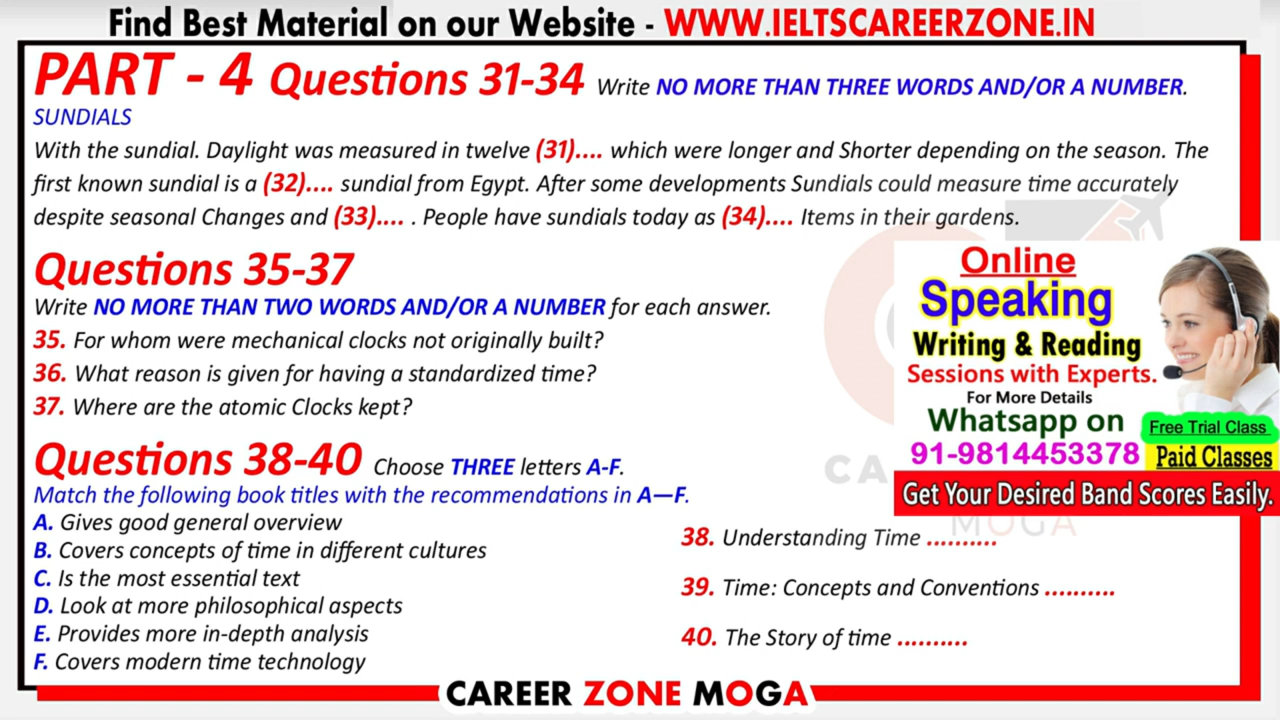 Find Best Material on our Website - WWW.IELTSCAREERZONE.IN
PART - 4 Questions 31-34 Write NO MORE THAN THREE WORDS AND/OR A NUMBER.
SUNDIALS
With the sundial. Daylight was measured in twelve (31).... which were longer and Shorter depending on the season. The
first known sundial is a (32).... sundial from Egypt. After some developments Sundials could measure time accurately
despite seasonal Changes and (33).... . People have sundials today as (34).... Items in their gardens.
Questions 35-37
Write NO MORE THAN TWO WORDS AND/OR A NUMBER for each answer.
35. For whom were mechanical clocks not originally built?
36. What reason is given for having a standardized time?
37. Where are the atomic Clocks kept?
Questions 38-40 Choose THREE letters A-F.
Match the following book titles with the recommendations in A—F.
A. Gives good general overview
B. Covers concepts of time in different cultures
C. Is the most essential text
D. Look at more philosophical aspects
E. Provides more in-depth analysis
F. Covers modern time technology
38. Understanding Time ..........
39. Time: Concepts and Conventions ..........
40. The Story of time ..........
Online
Speaking
Writing & Reading
Sessions with Experts.
For More Details
Whatsapp on
91-9814453378
Free Trial Class
Paid Classes
Get Your Desired Band Scores Easily.
CA
MOGA
CAREER ZONE MOGA